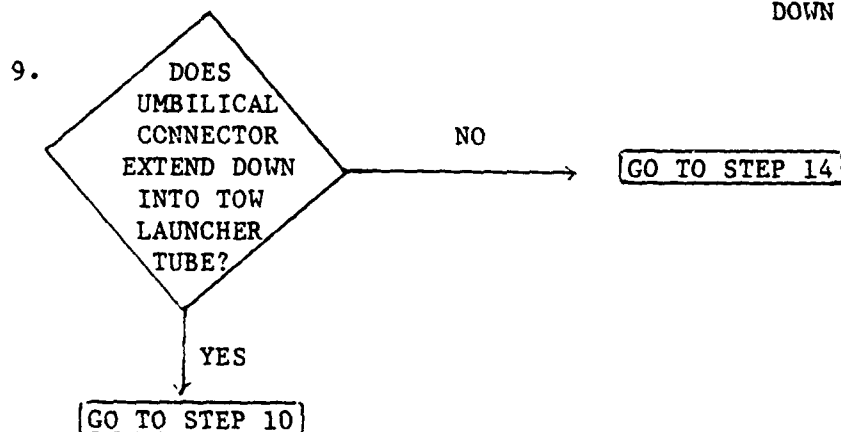 DOWN
9.
DOES
UMBILICAL
CONNECTOR
EXTEND DOWN
INTO TOW
LAUNCHER
TUBE?
NO
GO TO STEP 14
YES
GO TO STEP 10